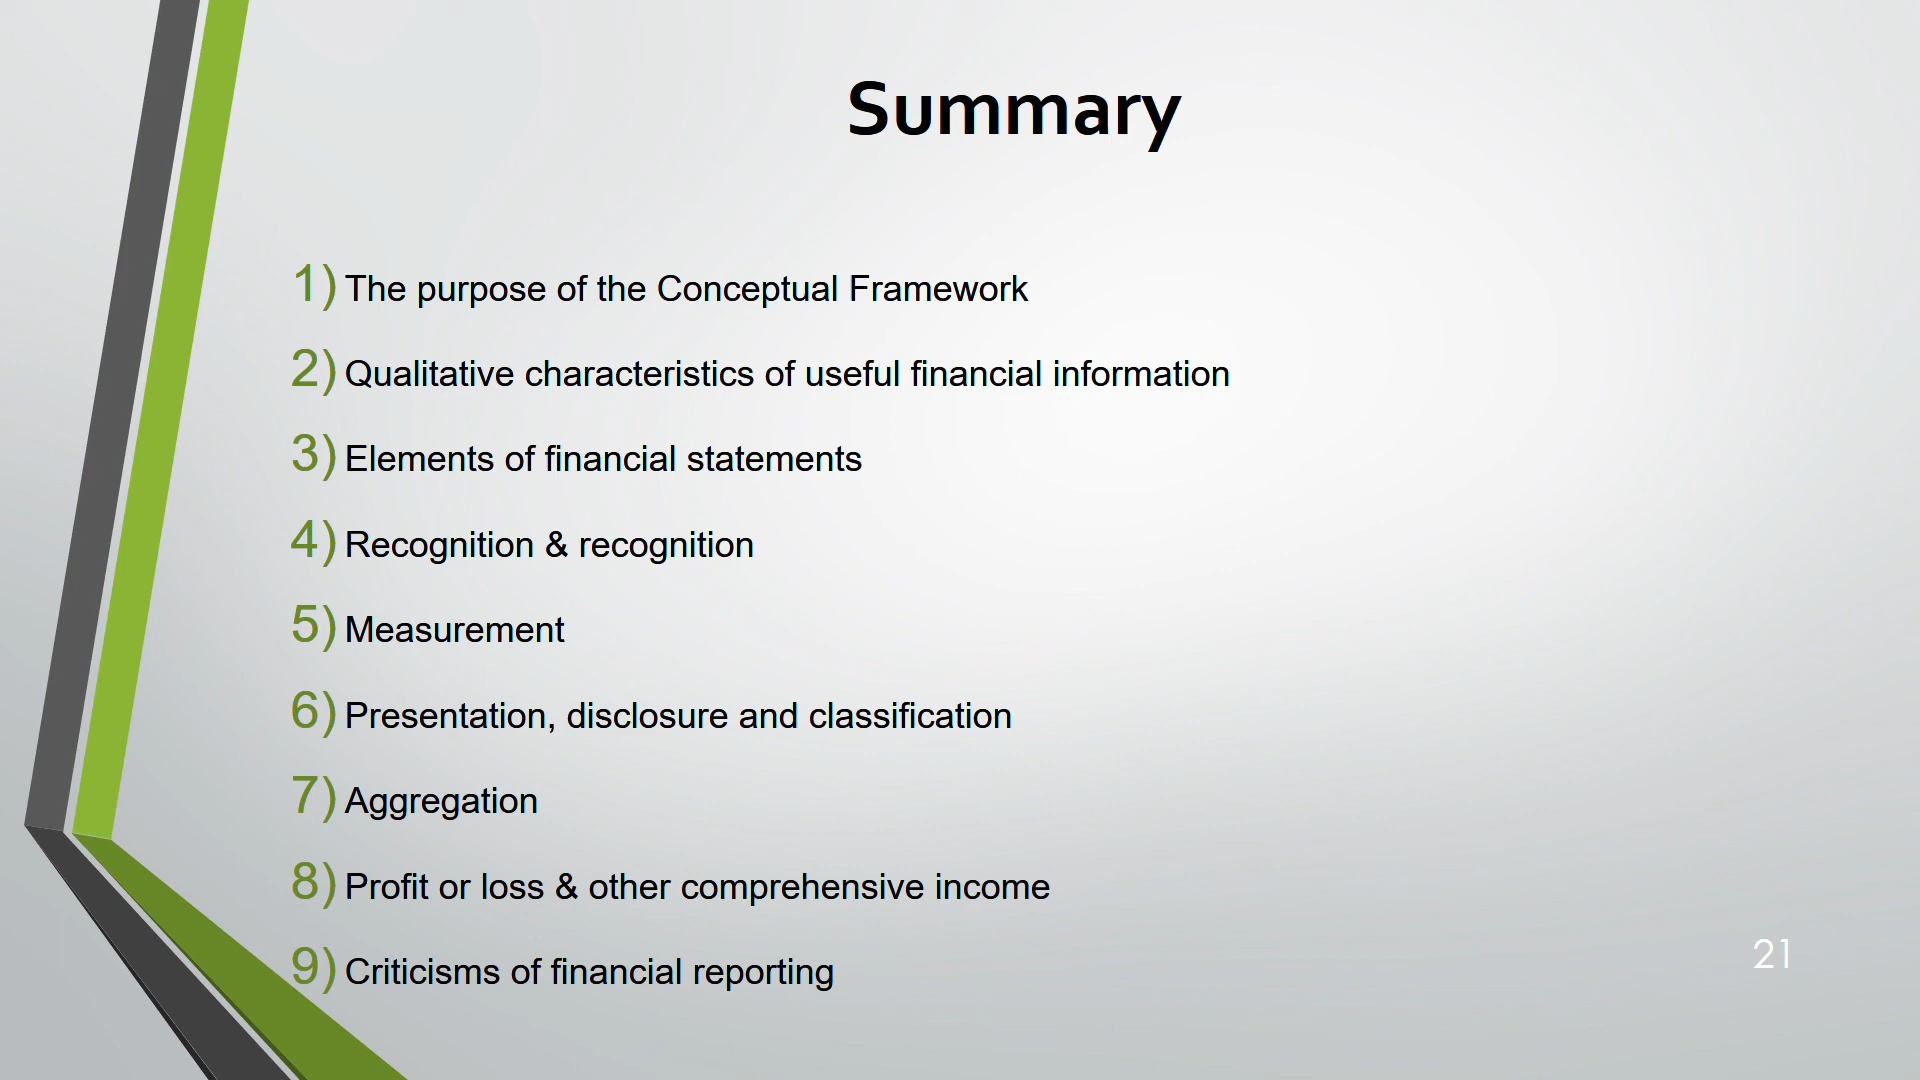 Summary
1) The purpose of the Conceptual Framework
2) Qualitative characteristics of useful financial information
3) Elements of financial statements
4) Recognition & recognition
5) Measurement
6) Presentation, disclosure and classification
7) Aggregation
8) Profit or loss & other comprehensive income
9) Criticisms of financial reporting
21